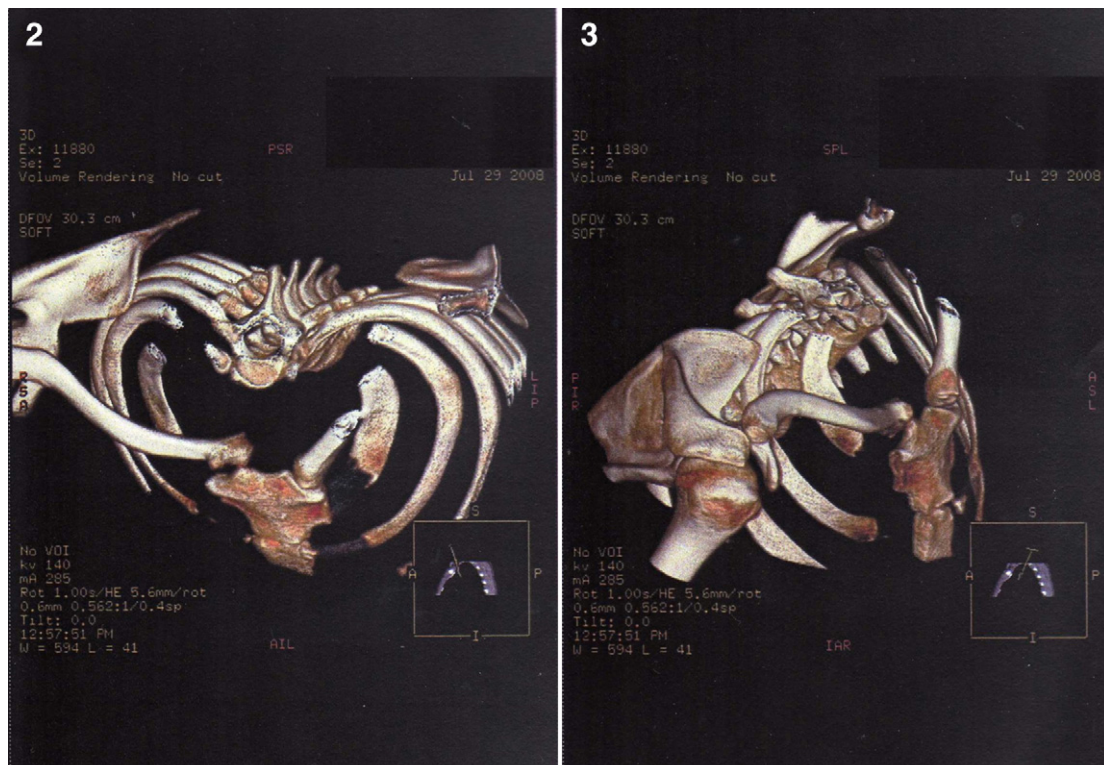 2
3D
Ex: 11880
Se: 2
Volume Rendering No cut
PSR
Jul 29 2008
DFOV 30.3 cm
SOFT
RSA
LIP
S
A
P
I
No VOI
kv 140
mA 285
Rot 1.00s/HE 5.6mm/rot
0.6mm 0.562:1/0.4sp
Tilt: 0.0
12:57:51 PM
W = 594 L = 41
AIL
3
3D
Ex: 11880
Se: 2
Volume Rendering No cut
SPL
Jul 29 2008
DFOV 30.3 cm
SOFT
PIR
ASL
S
A
P
I
No VOI
kv 140
mA 285
Rot 1.00s/HE 5.6mm/rot
0.6mm 0.562:1/0.4sp
Tilt: 0.0
12:57:51 PM
W = 594 L = 41
IAR